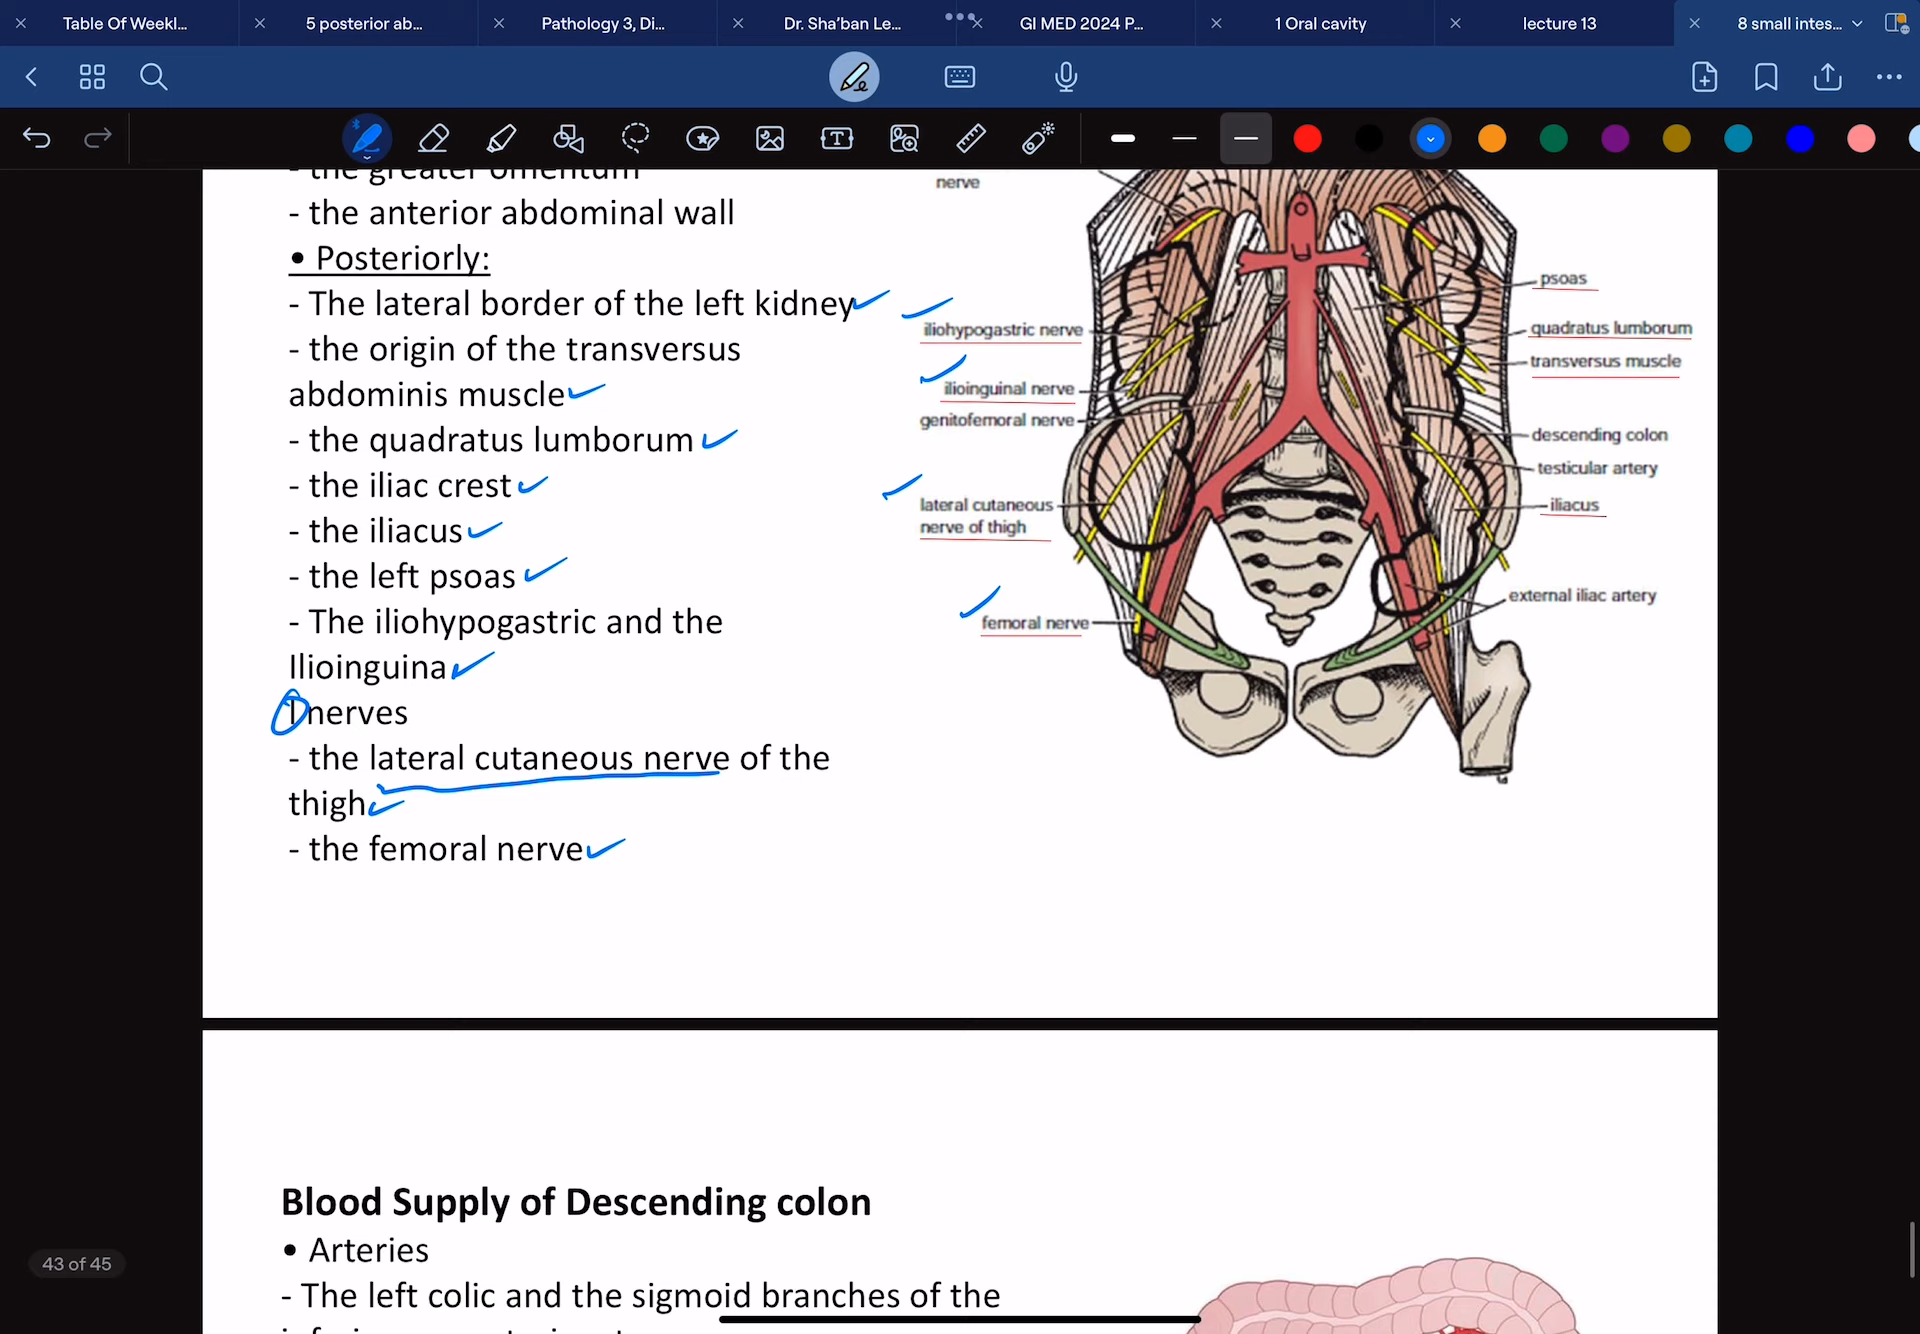 Table Of Weekl...
5 posterior ab...
Pathology 3, Di...
Dr. Sha'ban Le...
GI MED 2024 P...
1 Oral cavity
lecture 13
8 small intes...
- the greater omentum
- the anterior abdominal wall
• Posteriorly:
- The lateral border of the left kidney
- the origin of the transversus
abdominis muscle
- the quadratus lumborum
- the iliac crest
- the iliacus
- the left psoas
- The iliohypogastric and the
Ilioinguina
l nerves
- the lateral cutaneous nerve of the
thigh
- the femoral nerve
nerve
iliohypogastric nerve
ilioinguinal nerve
genitofemoral nerve
lateral cutaneous
nerve of thigh
femoral nerve
psoas
quadratus lumborum
transversus muscle
descending colon
testicular artery
iliacus
external iliac artery
Blood Supply of Descending colon
• Arteries
- The left colic and the sigmoid branches of the
43 of 45